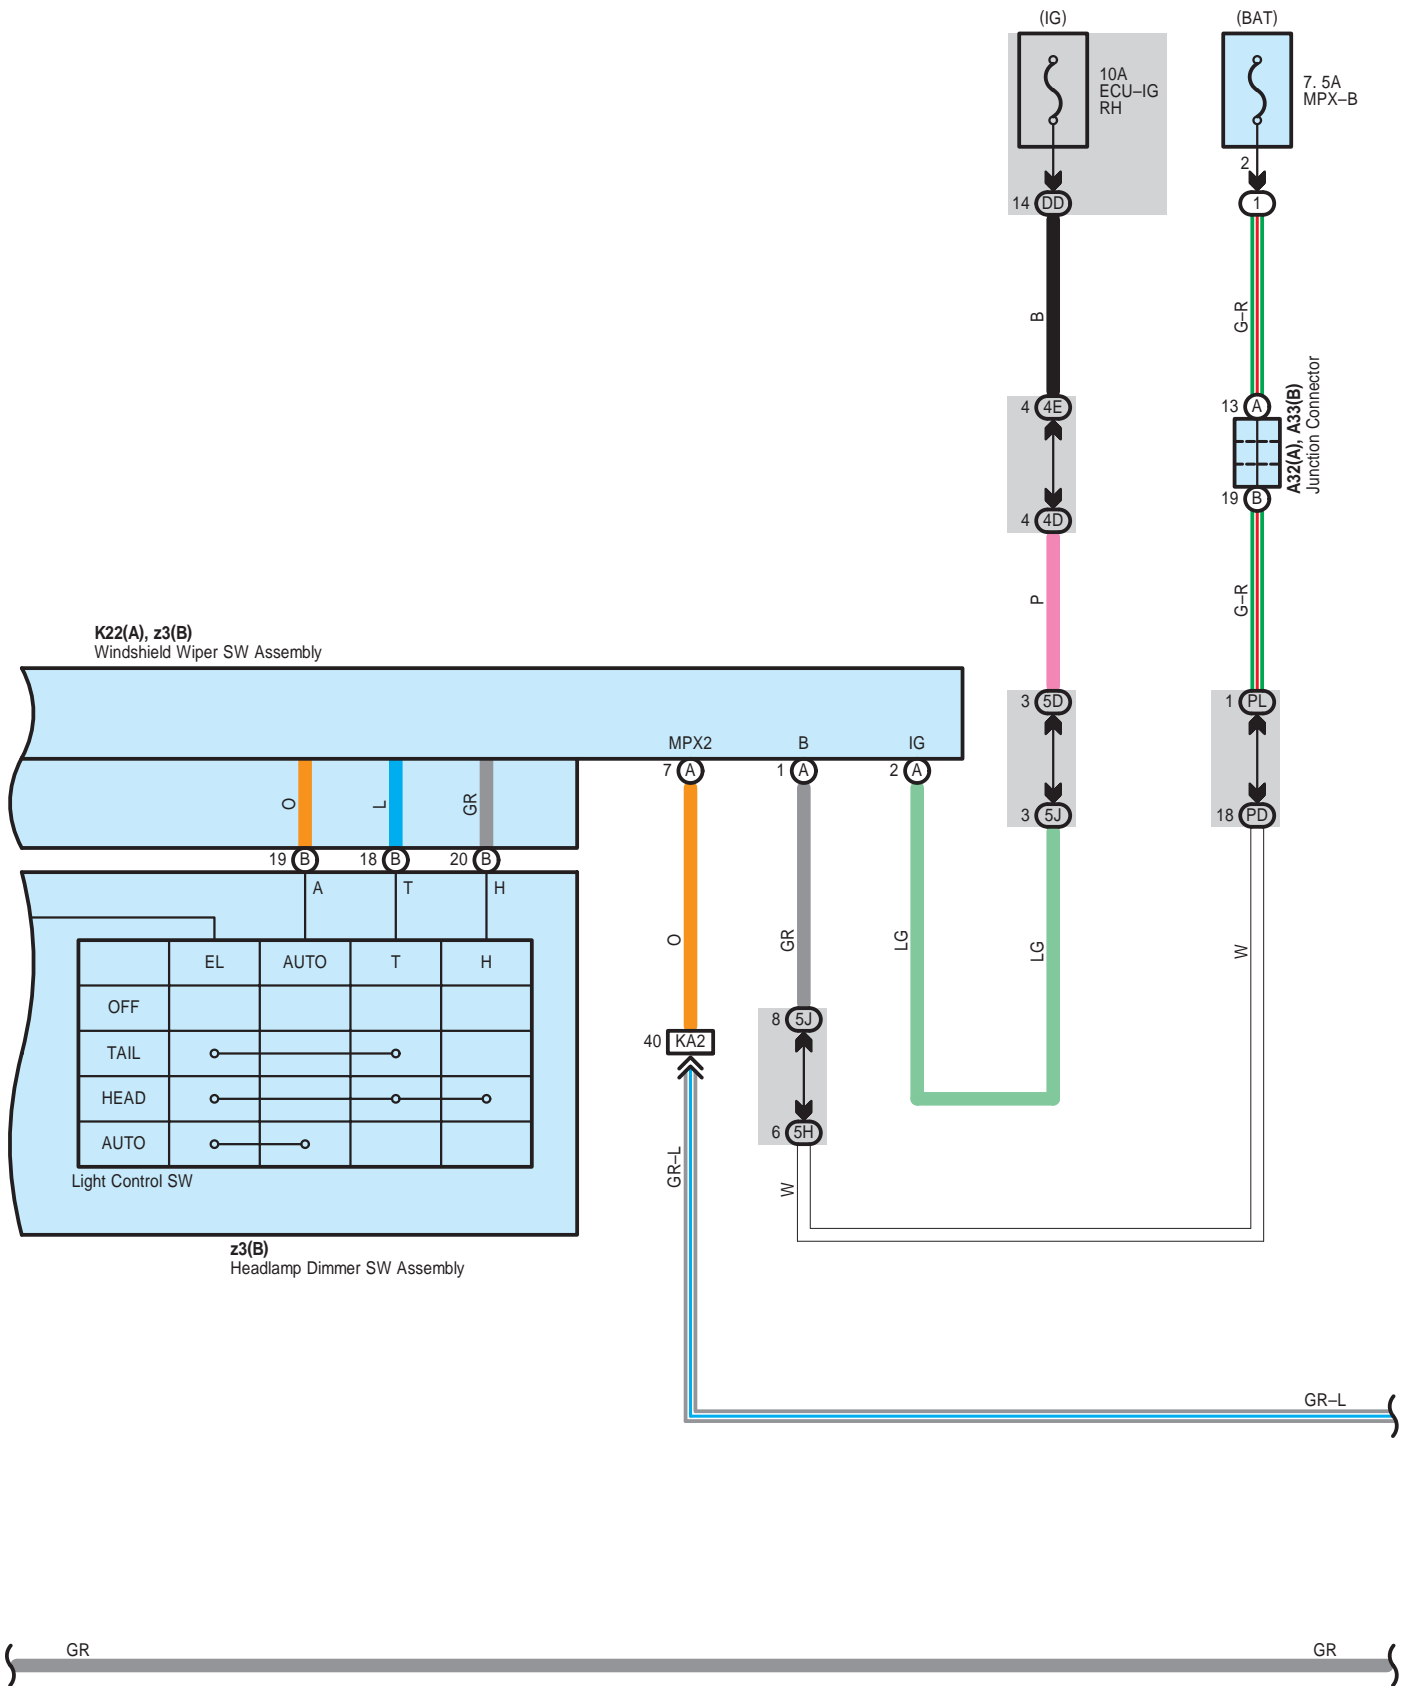 (IG)
(BAT)
10A
ECU–IG
RH
7. 5A
MPX–B
2
14 DD
1
B
G–R
4 4E
13 A
A32(A), A33(B)
Junction Connector
19 B
4 4D
P
G–R
K22(A), z3(B)
Windshield Wiper SW Assembly
3 5D
1 PL
MPX2
B
IG
7 A
1 A
2 A
O
L
GR
3 5J
18 PD
19 B
18 B
20 B
A
T
H
O
GR
LG
LG
W
EL
AUTO
T
H
OFF
TAIL
HEAD
AUTO
Light Control SW
8 5J
40 KA2
6 5H
GR–L
W
z3(B)
Headlamp Dimmer SW Assembly
GR–L
GR
GR